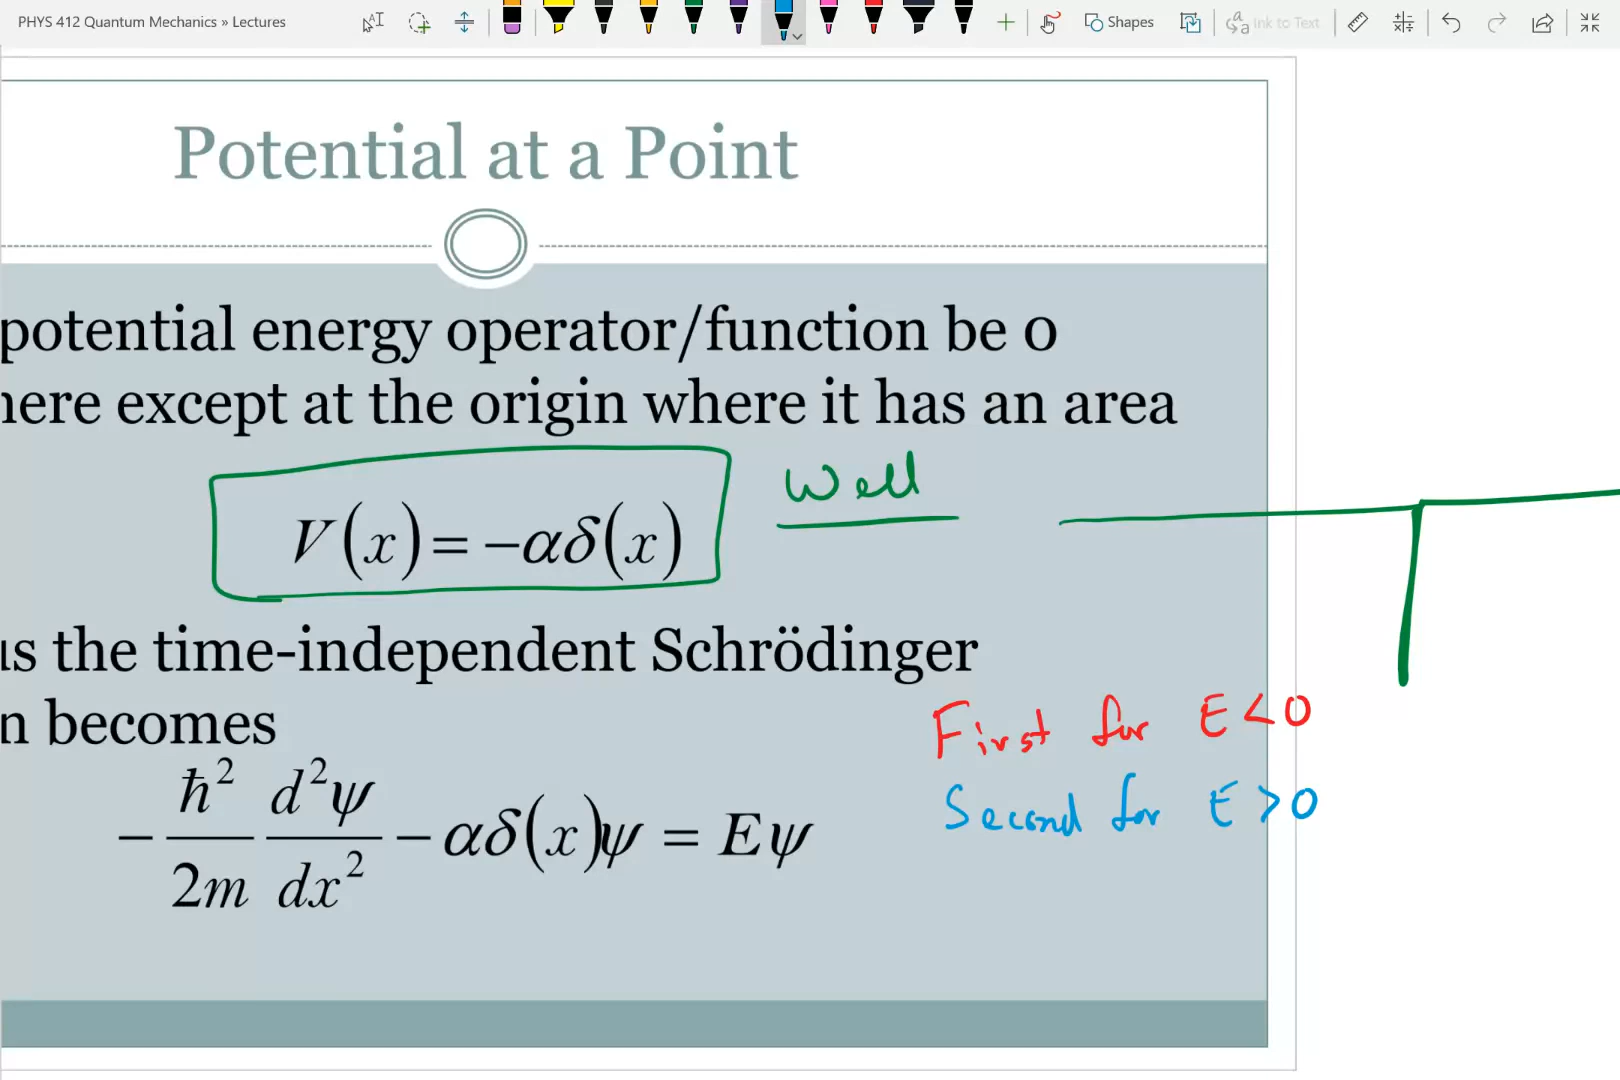 PHYS 412 Quantum Mechanics » Lectures
Shapes
Ink to Text
Potential at a Point
potential energy operator/function be 0
here except at the origin where it has an area
Well
V(x) = −αδ(x)
us the time-independent Schrödinger
n becomes
First for E < 0
Second for E > 0
−ħ²/2m d²ψ/dx² − αδ(x)ψ = Eψ